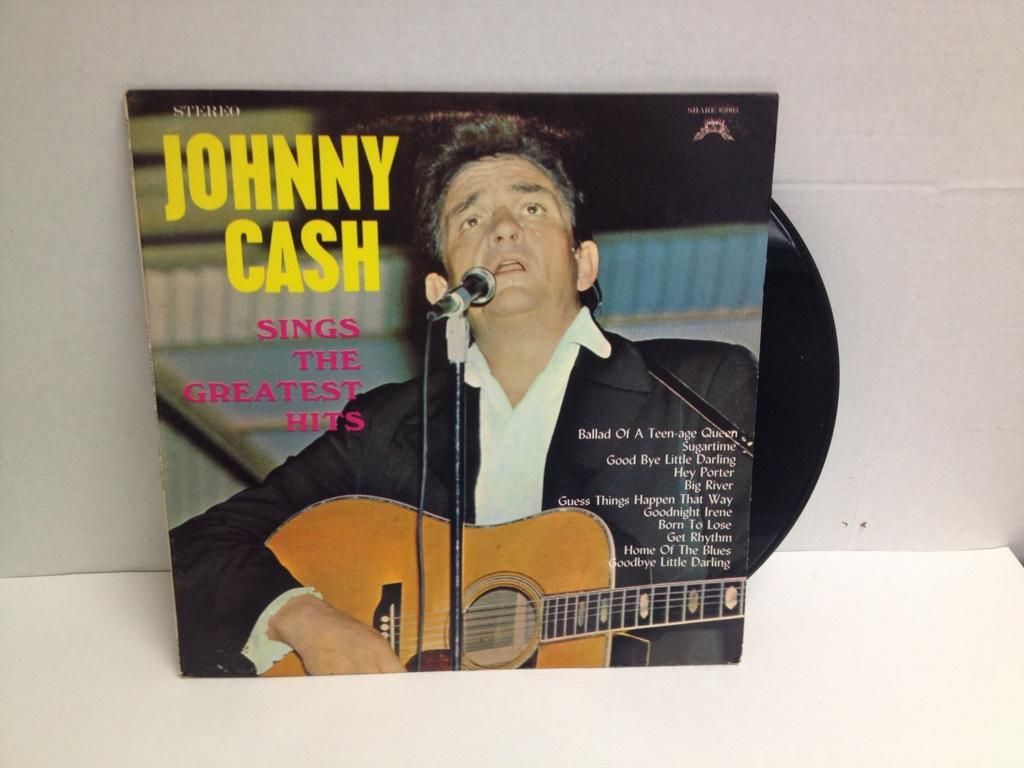 STEREO
SHARE
JOHNNY
CASH
SINGS
THE
GREATEST
HITS
Ballad Of A Teen-age Queen
Sugartime
Good Bye Little Darling
Hey Porter
Big River
Guess Things Happen That Way
Goodnight Irene
Born To Lose
Get Rhythm
Home Of The Blues
Goodbye Little Darling